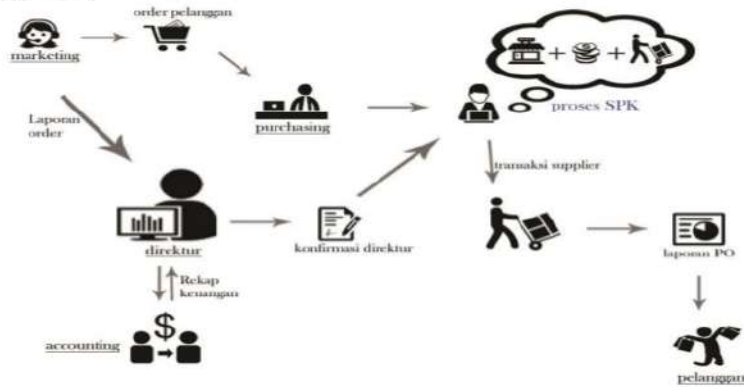 order pelanggan
marketing
Laporan
order
purchasing
proses SPK
transaksi supplier
direktur
konfirmasi direktur
laporan PO
Rekap
keuangan
accounting
$
pelanggan